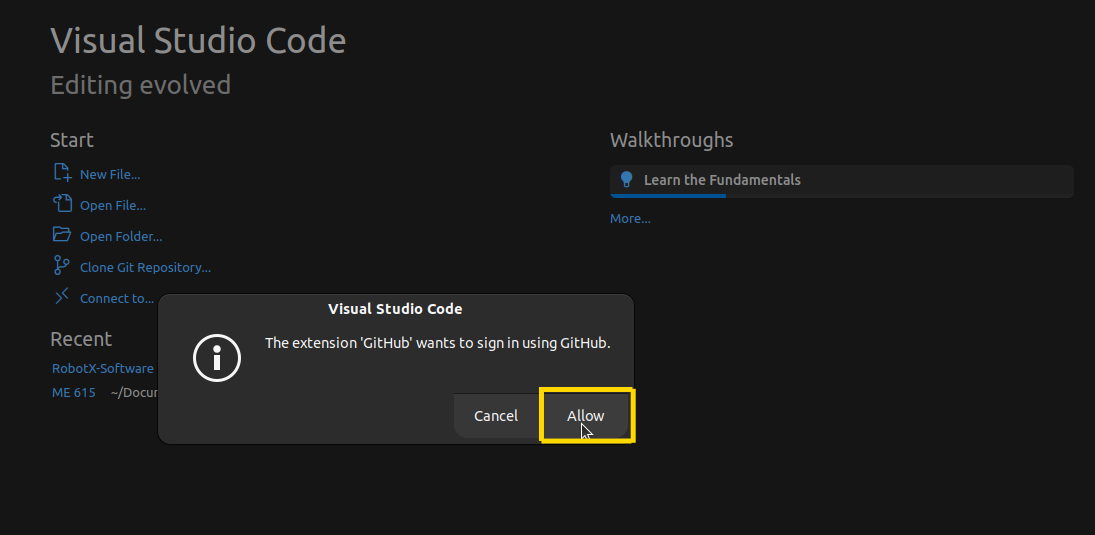 Visual Studio Code
Editing evolved
Start
New File...
Open File...
Open Folder...
Clone Git Repository...
Connect to...
Recent
RobotX-Software
ME 615 ~/Docum
Walkthroughs
Learn the Fundamentals
More...
Visual Studio Code
The extension 'GitHub' wants to sign in using GitHub.
Cancel
Allow